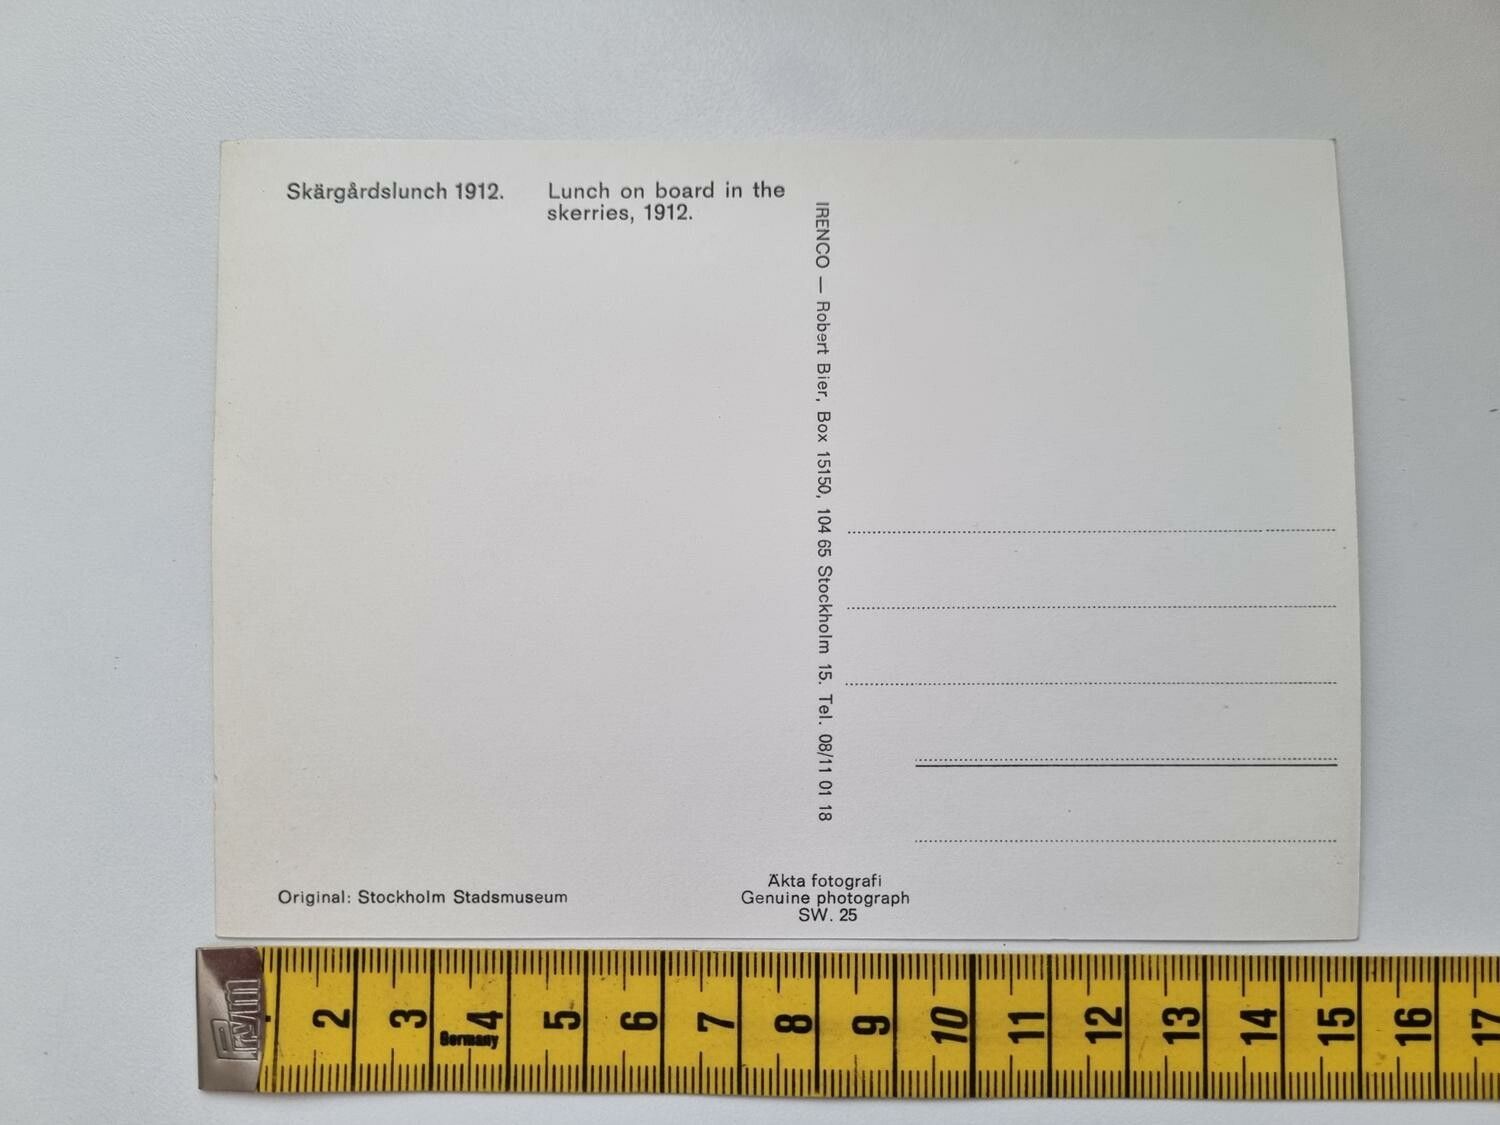 Skärgårdslunch 1912.
Lunch on board in the
skerries, 1912.
IRENCO — Robert Bier, Box 15150, 104 65 Stockholm 15. Tel. 08/11 01 18
Original: Stockholm Stadsmuseum
Äkta fotografi
Genuine photograph
SW. 25
Prym
2 3 4 5 6 7 8 9 10 11 12 13 14 15 16 17
Germany